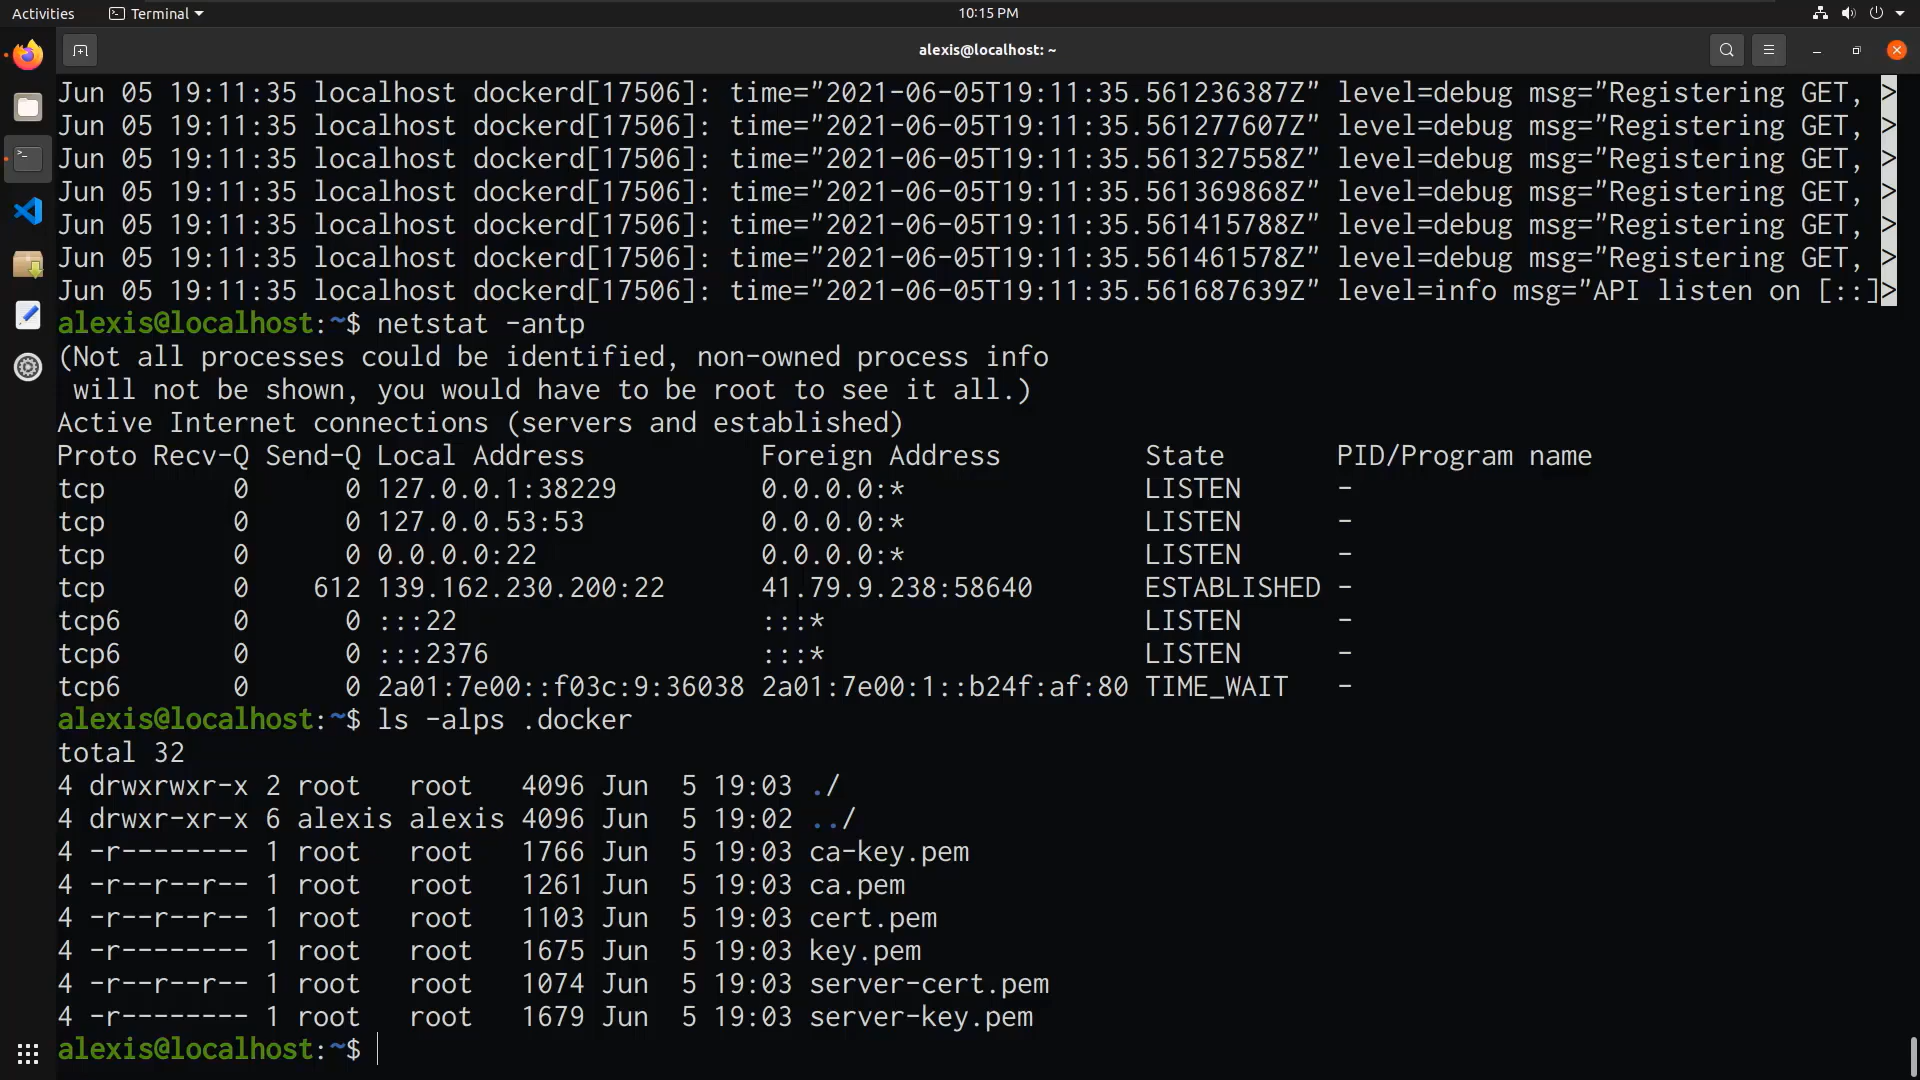 Activities
Terminal
10:15 PM
alexis@localhost: ~
Jun 05 19:11:35 localhost dockerd[17506]: time="2021-06-05T19:11:35.561236387Z" level=debug msg="Registering GET, >
Jun 05 19:11:35 localhost dockerd[17506]: time="2021-06-05T19:11:35.561277607Z" level=debug msg="Registering GET, >
Jun 05 19:11:35 localhost dockerd[17506]: time="2021-06-05T19:11:35.561327558Z" level=debug msg="Registering GET, >
Jun 05 19:11:35 localhost dockerd[17506]: time="2021-06-05T19:11:35.561369868Z" level=debug msg="Registering GET, >
Jun 05 19:11:35 localhost dockerd[17506]: time="2021-06-05T19:11:35.561415788Z" level=debug msg="Registering GET, >
Jun 05 19:11:35 localhost dockerd[17506]: time="2021-06-05T19:11:35.561461578Z" level=debug msg="Registering GET, >
Jun 05 19:11:35 localhost dockerd[17506]: time="2021-06-05T19:11:35.561687639Z" level=info msg="API listen on [::]>
alexis@localhost:~$ netstat -antp
(Not all processes could be identified, non-owned process info
 will not be shown, you would have to be root to see it all.)
Active Internet connections (servers and established)
Proto Recv-Q Send-Q Local Address           Foreign Address         State       PID/Program name
tcp        0      0 127.0.0.1:38229         0.0.0.0:*               LISTEN      -
tcp        0      0 127.0.0.53:53           0.0.0.0:*               LISTEN      -
tcp        0      0 0.0.0.0:22              0.0.0.0:*               LISTEN      -
tcp        0    612 139.162.230.200:22      41.79.9.238:58640       ESTABLISHED -
tcp6       0      0 :::22                   :::*                    LISTEN      -
tcp6       0      0 :::2376                 :::*                    LISTEN      -
tcp6       0      0 2a01:7e00::f03c:9:36038 2a01:7e00:1::b24f:af:80 TIME_WAIT   -
alexis@localhost:~$ ls -alps .docker
total 32
4 drwxrwxr-x 2 root   root   4096 Jun  5 19:03 ./
4 drwxr-xr-x 6 alexis alexis 4096 Jun  5 19:02 ../
4 -r-------- 1 root   root   1766 Jun  5 19:03 ca-key.pem
4 -r--r--r-- 1 root   root   1261 Jun  5 19:03 ca.pem
4 -r--r--r-- 1 root   root   1103 Jun  5 19:03 cert.pem
4 -r-------- 1 root   root   1675 Jun  5 19:03 key.pem
4 -r--r--r-- 1 root   root   1074 Jun  5 19:03 server-cert.pem
4 -r-------- 1 root   root   1679 Jun  5 19:03 server-key.pem
alexis@localhost:~$